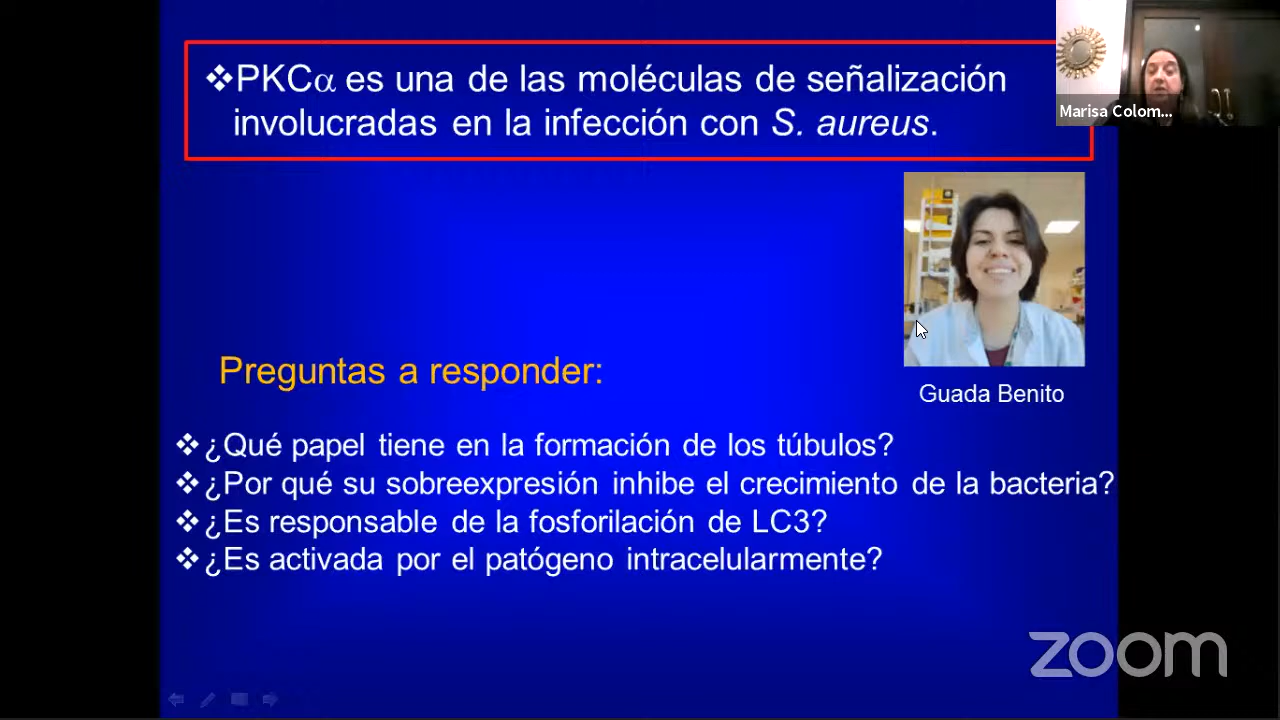 ❖PKCα es una de las moléculas de señalización
involucradas en la infección con S. aureus.
Marisa Colom...
Guada Benito
Preguntas a responder:
❖¿Qué papel tiene en la formación de los túbulos?
❖¿Por qué su sobreexpresión inhibe el crecimiento de la bacteria?
❖¿Es responsable de la fosforilación de LC3?
❖¿Es activada por el patógeno intracelularmente?
zoom